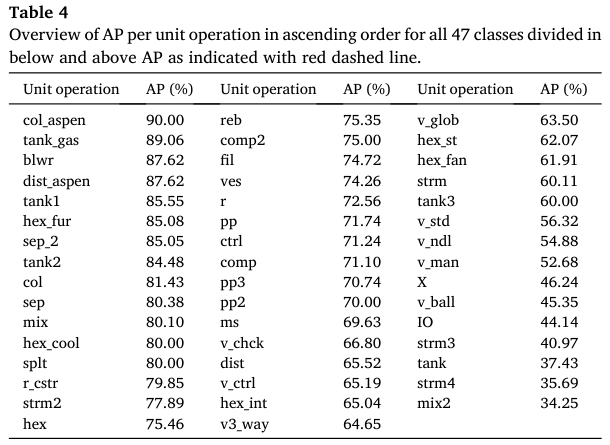 Table 4
Overview of AP per unit operation in ascending order for all 47 classes divided in
below and above AP as indicated with red dashed line.
Unit operation AP (%) Unit operation AP (%) Unit operation AP (%)
col_aspen 90.00 reb 75.35 v_glob 63.50
tank_gas 89.06 comp2 75.00 hex_st 62.07
blwr 87.62 fil 74.72 hex_fan 61.91
dist_aspen 87.62 ves 74.26 strm 60.11
tank1 85.55 r 72.56 tank3 60.00
hex_fur 85.08 pp 71.74 v_std 56.32
sep_2 85.05 ctrl 71.24 v_ndl 54.88
tank2 84.48 comp 71.10 v_man 52.68
col 81.43 pp3 70.74 X 46.24
sep 80.38 pp2 70.00 v_ball 45.35
mix 80.10 ms 69.63 IO 44.14
hex_cool 80.00 v_chck 66.80 strm3 40.97
splt 80.00 dist 65.52 tank 37.43
r_cstr 79.85 v_ctrl 65.19 strm4 35.69
strm2 77.89 hex_int 65.04 mix2 34.25
hex 75.46 v3_way 64.65